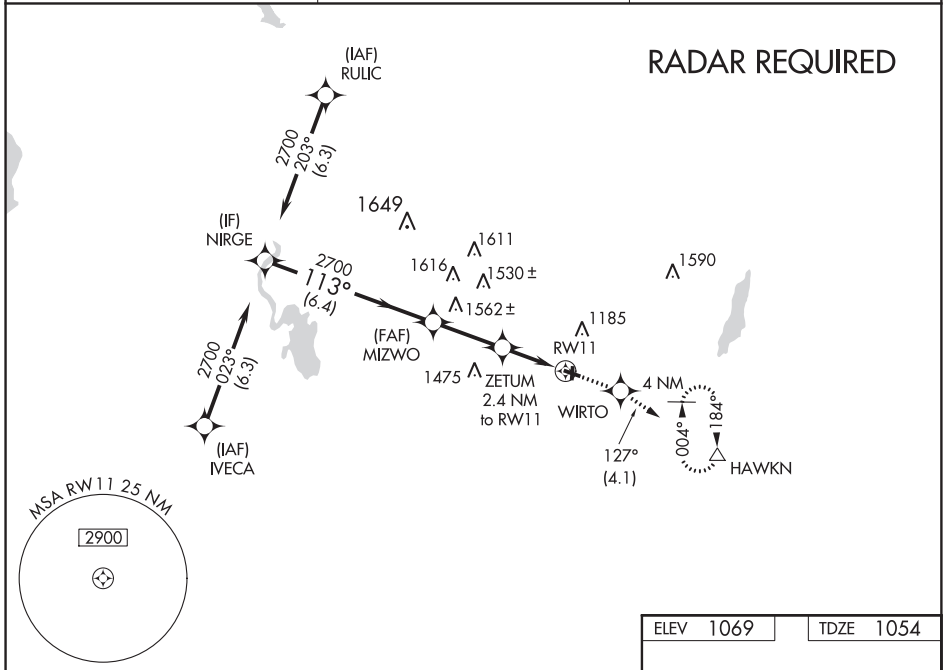 RADAR REQUIRED
(IAF)
RULIC
2700
203°
(6.3)
1649
(IF)
NIRGE
1611
1616
1530 ±
1590
2700
113°
(6.4)
1562 ±
(FAF)
MIZWO
1185
RW11
2700
023°
(6.3)
1475
ZETUM
2.4 NM
to RW11
WIRTO
4 NM
004°
184°
127°
(4.1)
HAWKN
(IAF)
IVECA
MSA RW11 25 NM
2900
ELEV 1069
TDZE 1054